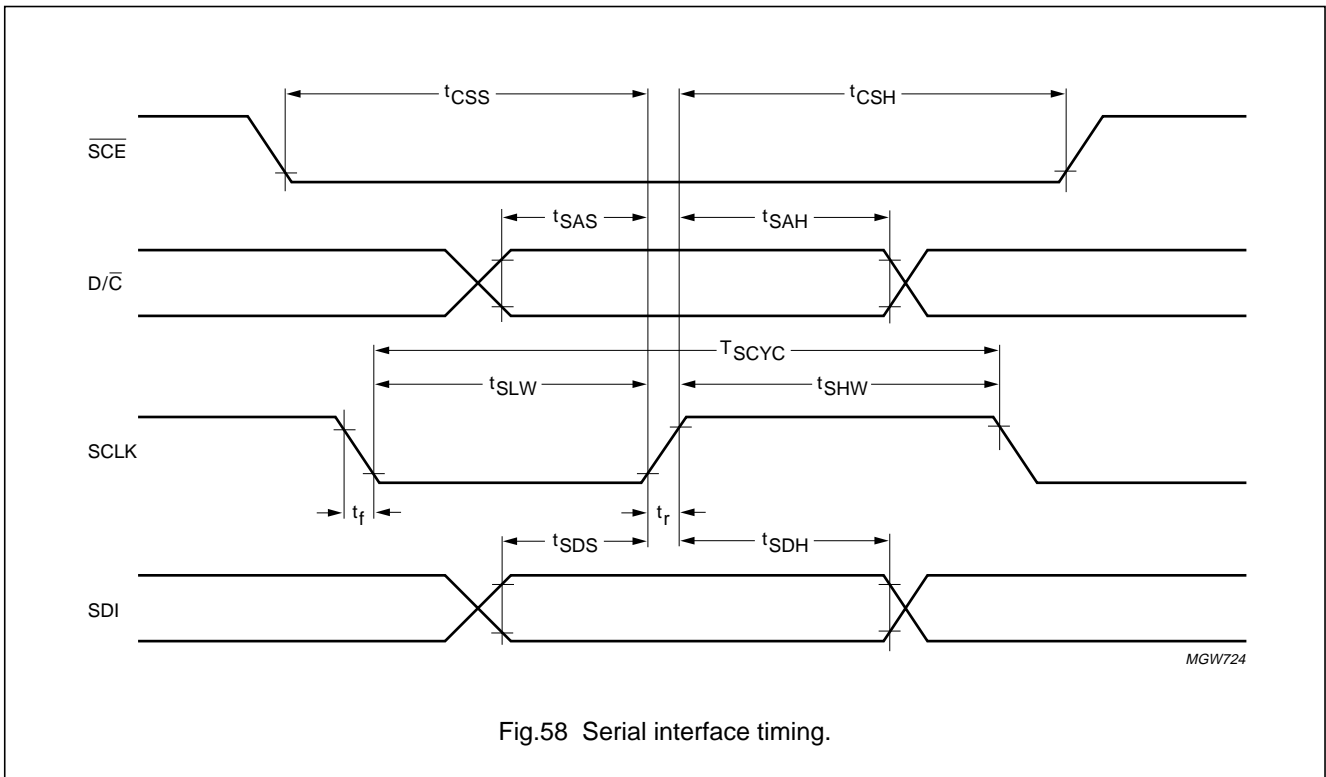 tCSS
tCSH
SCE
tSAS
tSAH
D/C
TSCYC
tSLW
tSHW
SCLK
tf
tr
tSDS
tSDH
SDI
MGW724
Fig.58 Serial interface timing.